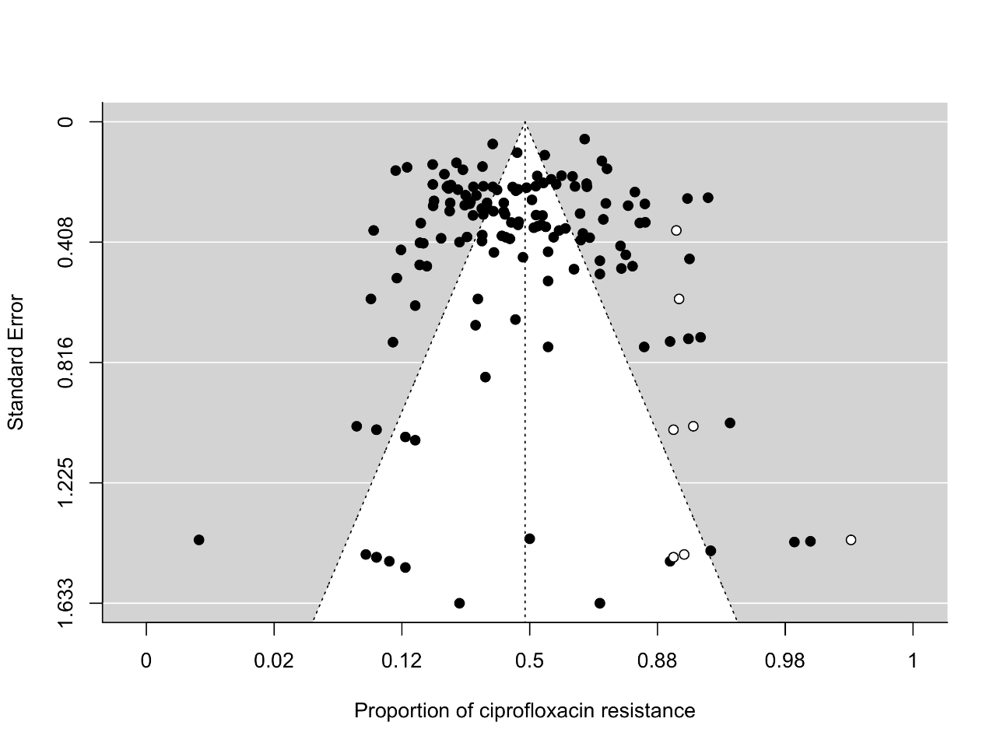 0
0.408
0.816
1.225
1.633
Standard Error
0 0.02 0.12 0.5 0.88 0.98 1
Proportion of ciprofloxacin resistance